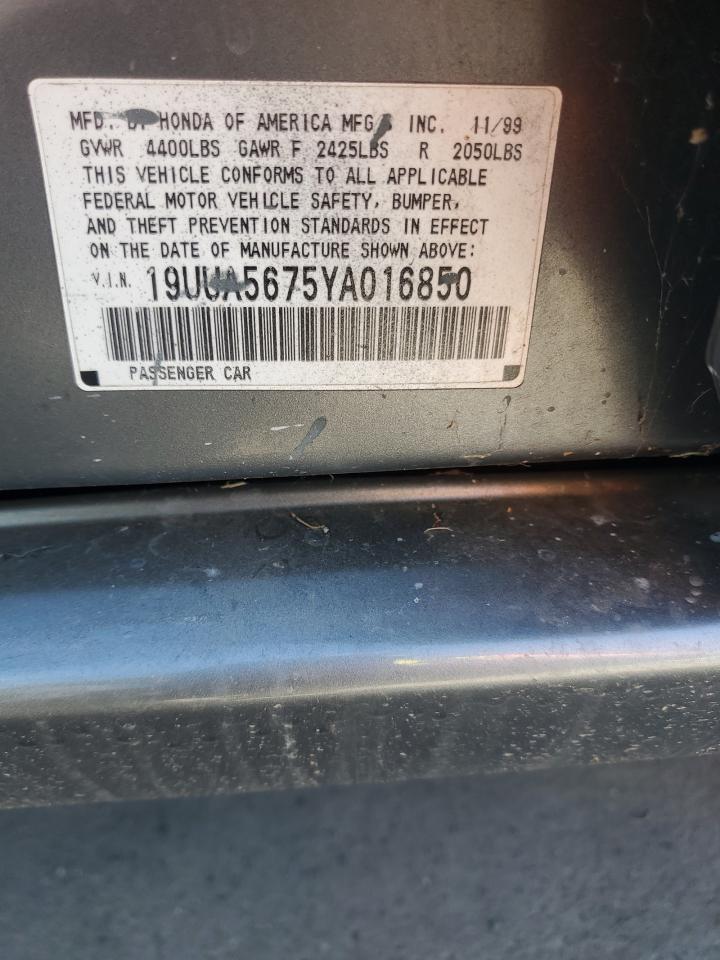 MFD. BY HONDA OF AMERICA MFG., INC. 11/99
GVWR 4400LBS GAWR F 2425LBS R 2050LBS
THIS VEHICLE CONFORMS TO ALL APPLICABLE
FEDERAL MOTOR VEHICLE SAFETY, BUMPER,
AND THEFT PREVENTION STANDARDS IN EFFECT
ON THE DATE OF MANUFACTURE SHOWN ABOVE:
V.I.N. 19UUA5675YA016850
PASSENGER CAR